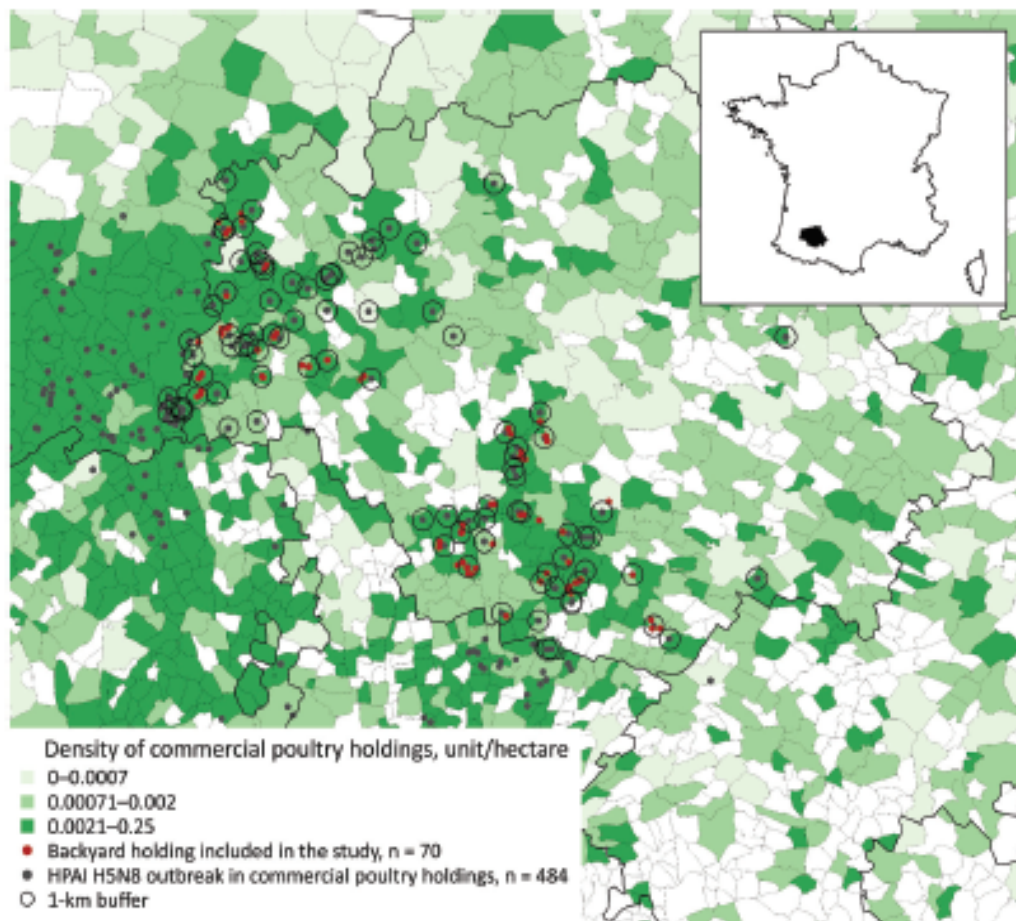 Density of commercial poultry holdings, unit/hectare
0–0.0007
0.00071–0.002
0.0021–0.25
Backyard holding included in the study, n = 70
HPAI H5N8 outbreak in commercial poultry holdings, n = 484
1-km buffer